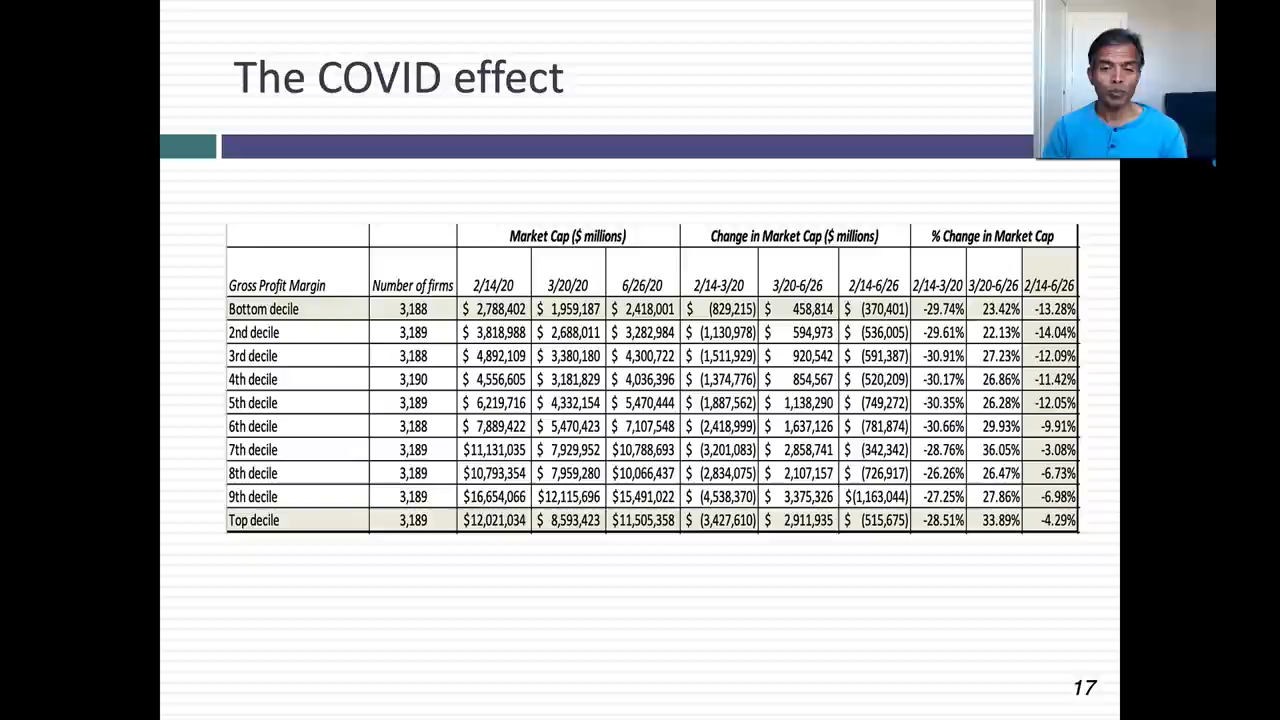 The COVID effect
Market Cap ($ millions) Change in Market Cap ($ millions) % Change in Market Cap
Gross Profit Margin Number of firms 2/14/20 3/20/20 6/26/20 2/14-3/20 3/20-6/26 2/14-6/26 2/14-3/20 3/20-6/26 2/14-6/26
Bottom decile 3,188 $ 2,788,402 $ 1,959,187 $ 2,418,001 $ (829,215) $ 458,814 $ (370,401) -29.74% 23.42% -13.28%
2nd decile 3,189 $ 3,818,988 $ 2,688,011 $ 3,282,984 $ (1,130,978) $ 594,973 $ (536,005) -29.61% 22.13% -14.04%
3rd decile 3,188 $ 4,892,109 $ 3,380,180 $ 4,300,722 $ (1,511,929) $ 920,542 $ (591,387) -30.91% 27.23% -12.09%
4th decile 3,190 $ 4,556,605 $ 3,181,829 $ 4,036,396 $ (1,374,776) $ 854,567 $ (520,209) -30.17% 26.86% -11.42%
5th decile 3,189 $ 6,219,716 $ 4,332,154 $ 5,470,444 $ (1,887,562) $ 1,138,290 $ (749,272) -30.35% 26.28% -12.05%
6th decile 3,188 $ 7,889,422 $ 5,470,423 $ 7,107,548 $ (2,418,999) $ 1,637,126 $ (781,874) -30.66% 29.93% -9.91%
7th decile 3,189 $11,131,035 $ 7,929,952 $10,788,693 $ (3,201,083) $ 2,858,741 $ (342,342) -28.76% 36.05% -3.08%
8th decile 3,189 $10,793,354 $ 7,959,280 $10,066,437 $ (2,834,075) $ 2,107,157 $ (726,917) -26.26% 26.47% -6.73%
9th decile 3,189 $16,654,066 $12,115,696 $15,491,022 $ (4,538,370) $ 3,375,326 $(1,163,044) -27.25% 27.86% -6.98%
Top decile 3,189 $12,021,034 $ 8,593,423 $11,505,358 $ (3,427,610) $ 2,911,935 $ (515,675) -28.51% 33.89% -4.29%
17